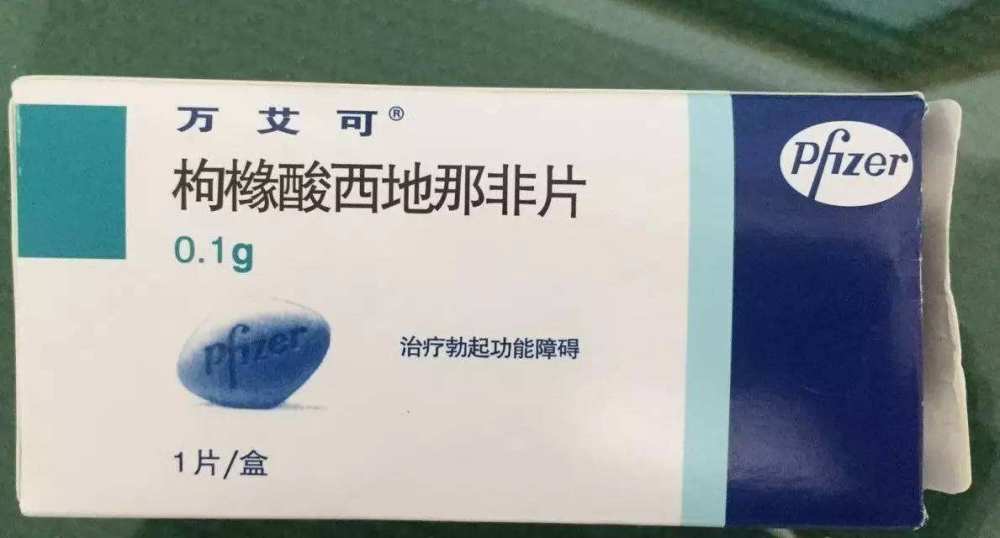 万艾可®
Pfizer
枸橼酸西地那非片
0.1g
pfizer
治疗勃起功能障碍
1片/盒